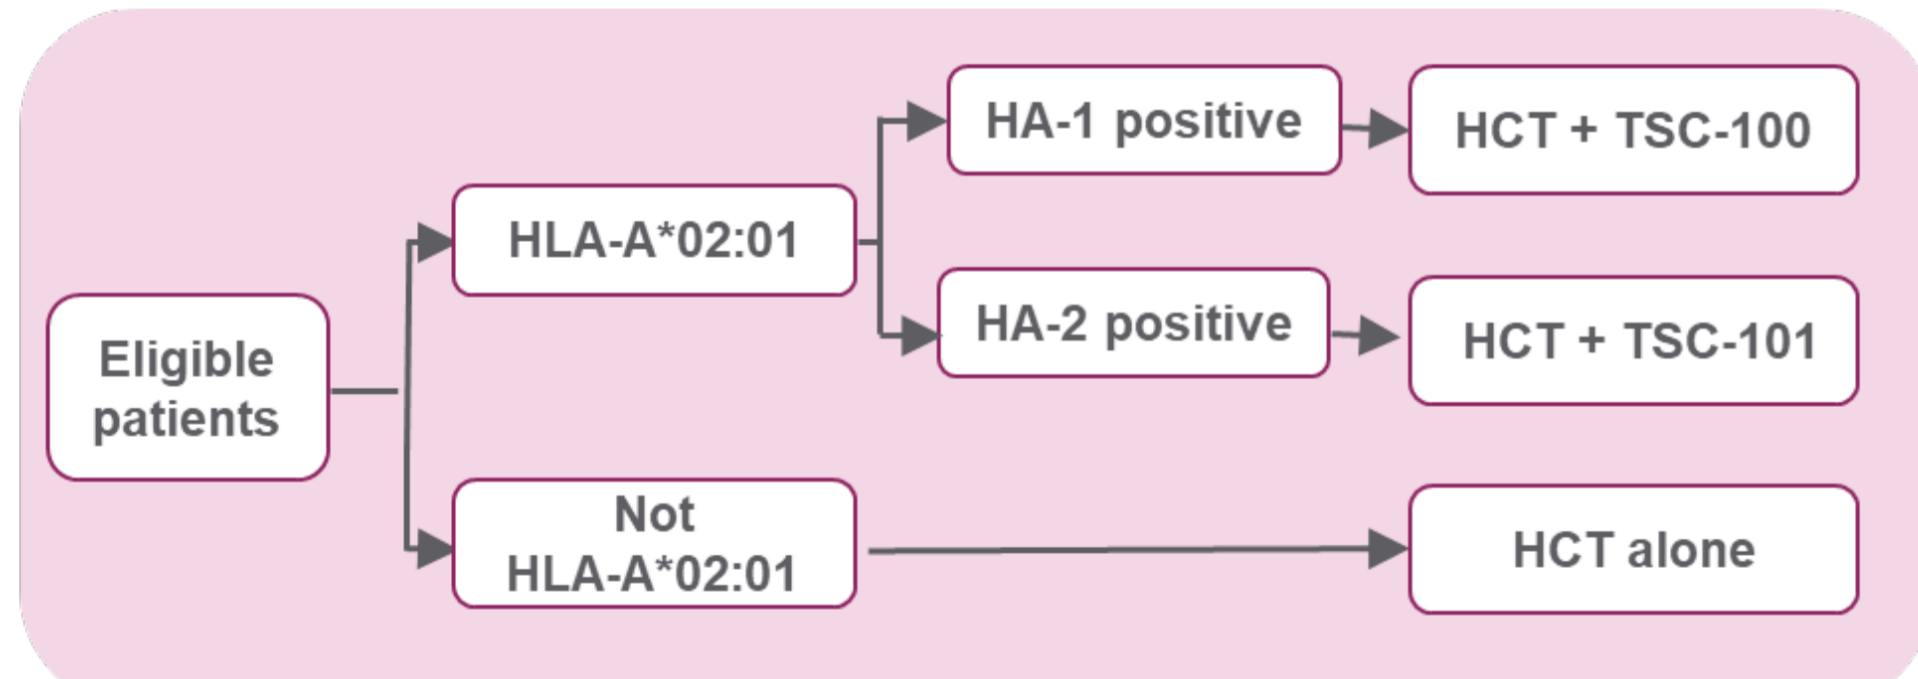 Eligible
patients
HLA-A*02:01
Not
HLA-A*02:01
HA-1 positive
HA-2 positive
HCT + TSC-100
HCT + TSC-101
HCT alone